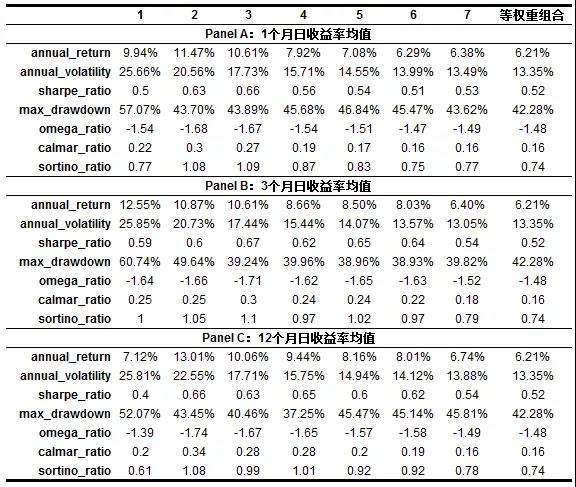 1 2 3 4 5 6 7 等权重组合
Panel A：1个月日收益率均值
annual_return 9.94% 11.47% 10.61% 7.92% 7.08% 6.29% 6.38% 6.21%
annual_volatility 25.66% 20.56% 17.73% 15.71% 14.55% 13.99% 13.49% 13.35%
sharpe_ratio 0.5 0.63 0.66 0.56 0.54 0.51 0.53 0.52
max_drawdown 57.07% 43.70% 43.89% 45.68% 46.84% 45.47% 43.62% 42.28%
omega_ratio -1.54 -1.68 -1.67 -1.54 -1.51 -1.47 -1.49 -1.48
calmar_ratio 0.22 0.3 0.27 0.19 0.17 0.16 0.16 0.16
sortino_ratio 0.77 1.08 1.09 0.87 0.83 0.75 0.77 0.74
Panel B：3个月日收益率均值
annual_return 12.55% 10.87% 10.61% 8.66% 8.50% 8.03% 6.40% 6.21%
annual_volatility 25.85% 20.73% 17.44% 15.44% 14.07% 13.57% 13.05% 13.35%
sharpe_ratio 0.59 0.6 0.67 0.62 0.65 0.64 0.54 0.52
max_drawdown 60.74% 49.64% 39.24% 39.96% 38.96% 38.93% 39.82% 42.28%
omega_ratio -1.64 -1.66 -1.71 -1.62 -1.65 -1.63 -1.52 -1.48
calmar_ratio 0.25 0.25 0.3 0.24 0.24 0.22 0.18 0.16
sortino_ratio 1 1.05 1.1 0.97 1.02 0.97 0.79 0.74
Panel C：12个月日收益率均值
annual_return 7.12% 13.01% 10.06% 9.44% 8.16% 8.01% 6.74% 6.21%
annual_volatility 25.81% 22.55% 17.71% 15.75% 14.94% 14.12% 13.88% 13.35%
sharpe_ratio 0.4 0.66 0.63 0.65 0.6 0.62 0.54 0.52
max_drawdown 52.07% 43.45% 40.46% 37.25% 45.47% 45.14% 45.81% 42.28%
omega_ratio -1.39 -1.74 -1.67 -1.65 -1.57 -1.58 -1.49 -1.48
calmar_ratio 0.2 0.34 0.28 0.28 0.2 0.19 0.16 0.16
sortino_ratio 0.61 1.08 0.99 1.01 0.92 0.92 0.78 0.74